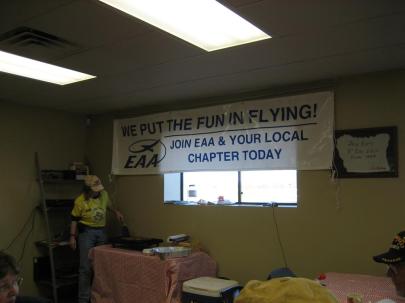 WE PUT THE FUN IN FLYING!
EAA
JOIN EAA & YOUR LOCAL
CHAPTER TODAY